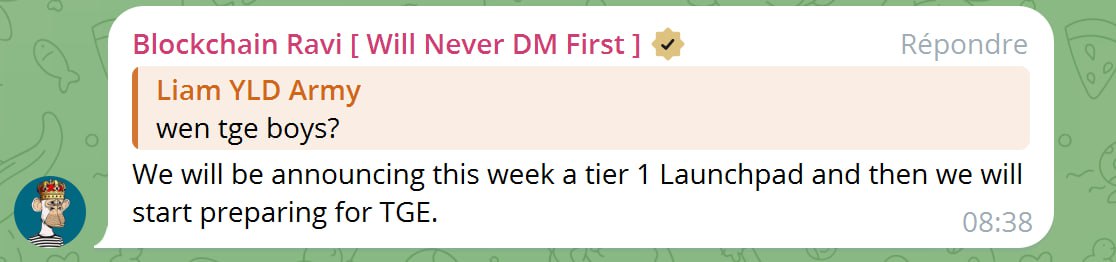 Blockchain Ravi [ Will Never DM First ]
Répondre
Liam YLD Army
wen tge boys?
We will be announcing this week a tier 1 Launchpad and then we will
start preparing for TGE.
08:38